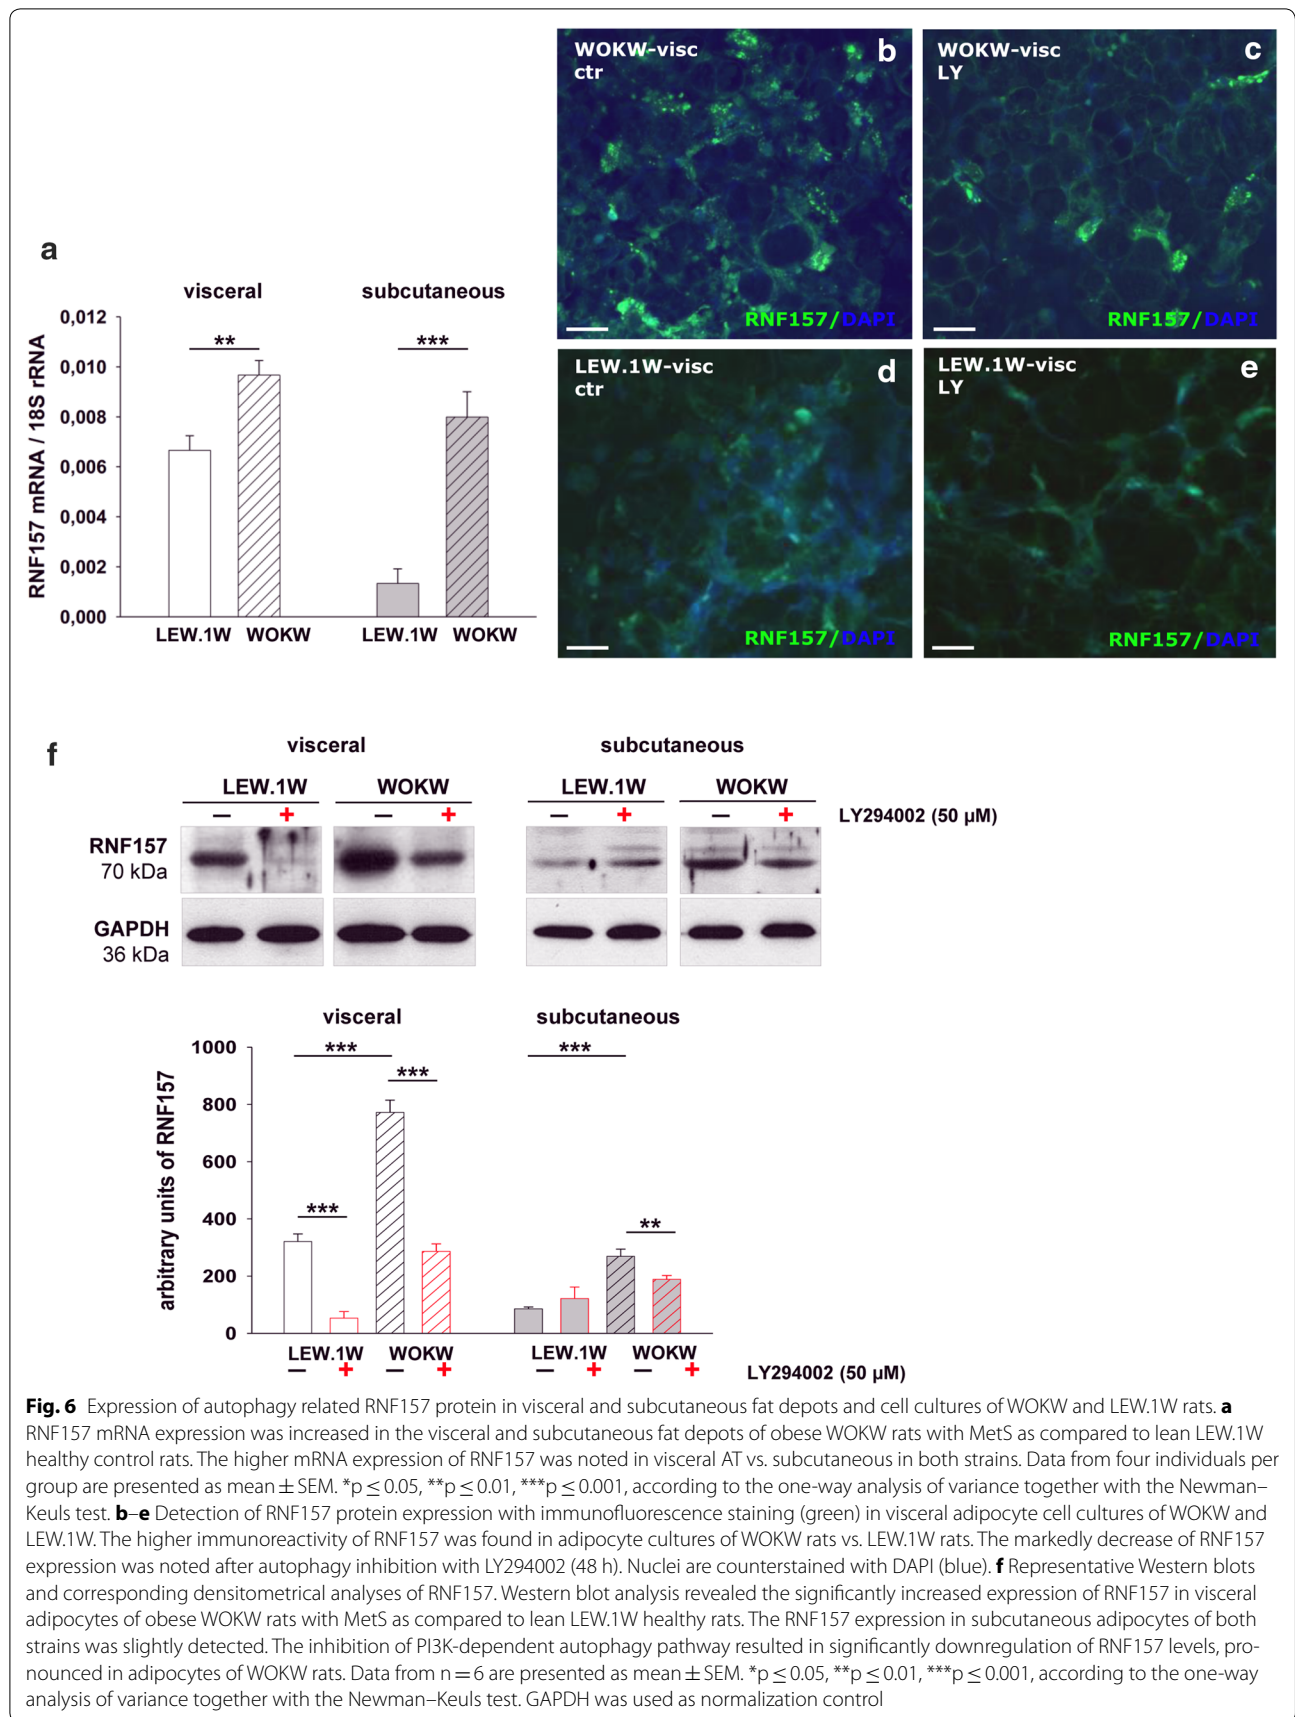 a
visceral
subcutaneous
RNF157 mRNA / 18S rRNA
0,012
0,010
0,008
0,006
0,004
0,002
0,000
**
***
LEW.1W WOKW
LEW.1W WOKW
WOKW-visc
ctr
b
RNF157/DAPI
WOKW-visc
LY
c
RNF157/DAPI
LEW.1W-visc
ctr
d
RNF157/DAPI
LEW.1W-visc
LY
e
RNF157/DAPI
f
visceral
subcutaneous
LEW.1W
WOKW
LEW.1W
WOKW
– + – + – + – + LY294002 (50 µM)
RNF157
70 kDa
GAPDH
36 kDa
visceral
subcutaneous
arbitrary units of RNF157
1000
800
600
400
200
0
***
***
***
***
**
LEW.1W WOKW LEW.1W WOKW
– + – + – + – + LY294002 (50 µM)
Fig. 6 Expression of autophagy related RNF157 protein in visceral and subcutaneous fat depots and cell cultures of WOKW and LEW.1W rats. a
RNF157 mRNA expression was increased in the visceral and subcutaneous fat depots of obese WOKW rats with MetS as compared to lean LEW.1W
healthy control rats. The higher mRNA expression of RNF157 was noted in visceral AT vs. subcutaneous in both strains. Data from four individuals per
group are presented as mean ± SEM. *p ≤ 0.05, **p ≤ 0.01, ***p ≤ 0.001, according to the one-way analysis of variance together with the Newman–
Keuls test. b–e Detection of RNF157 protein expression with immunofluorescence staining (green) in visceral adipocyte cell cultures of WOKW and
LEW.1W. The higher immunoreactivity of RNF157 was found in adipocyte cultures of WOKW rats vs. LEW.1W rats. The markedly decrease of RNF157
expression was noted after autophagy inhibition with LY294002 (48 h). Nuclei are counterstained with DAPI (blue). f Representative Western blots
and corresponding densitometrical analyses of RNF157. Western blot analysis revealed the significantly increased expression of RNF157 in visceral
adipocytes of obese WOKW rats with MetS as compared to lean LEW.1W healthy rats. The RNF157 expression in subcutaneous adipocytes of both
strains was slightly detected. The inhibition of PI3K-dependent autophagy pathway resulted in significantly downregulation of RNF157 levels, pro-
nounced in adipocytes of WOKW rats. Data from n = 6 are presented as mean ± SEM. *p ≤ 0.05, **p ≤ 0.01, ***p ≤ 0.001, according to the one-way
analysis of variance together with the Newman–Keuls test. GAPDH was used as normalization control